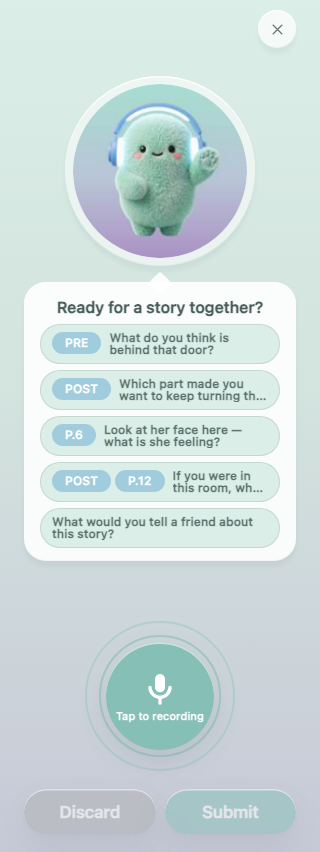 Ready for a story together?
PRE What do you think is
behind that door?
POST Which part made you
want to keep turning th...
P.6 Look at her face here —
what is she feeling?
POST P.12 If you were in
this room, wh...
What would you tell a friend about
this story?
Tap to recording
Discard Submit